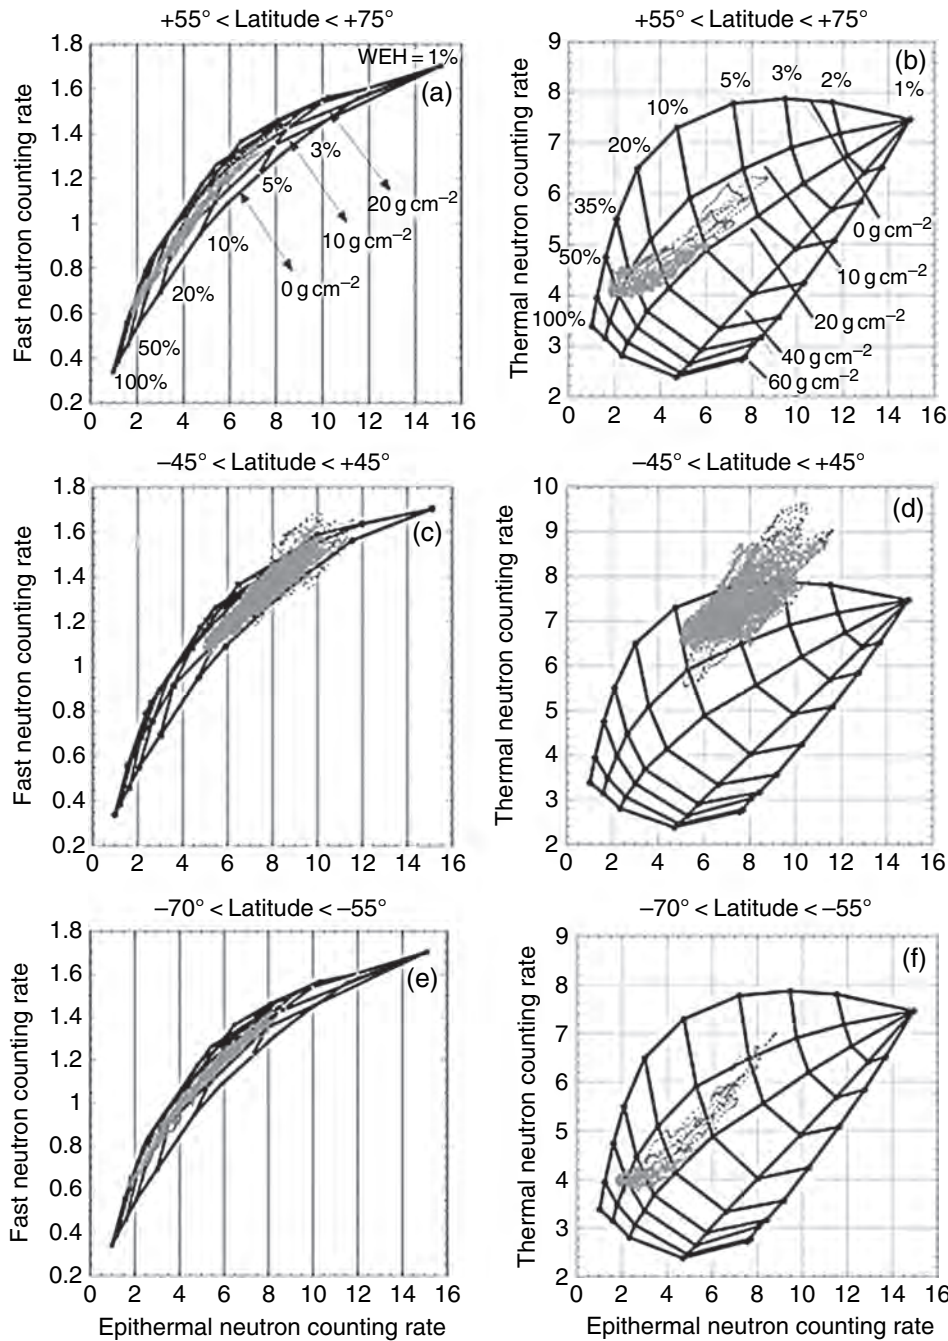 +55° < Latitude < +75°
1.8
1.6
1.4
1.2
1
0.8
0.6
0.4
0.2
Fast neutron counting rate
WEH = 1%
(a)
3%
5%
10%
20%
50%
100%
20 g cm−2
10 g cm−2
0 g cm−2
0 2 4 6 8 10 12 14 16
+55° < Latitude < +75°
9
8
7
6
5
4
3
2
Thermal neutron counting rate
(b)
1%
2%
3%
5%
10%
20%
35%
50%
100%
0 g cm−2
10 g cm−2
20 g cm−2
40 g cm−2
60 g cm−2
0 2 4 6 8 10 12 14 16
−45° < Latitude < +45°
1.8
1.6
1.4
1.2
1
0.8
0.6
0.4
0.2
Fast neutron counting rate
(c)
0 2 4 6 8 10 12 14 16
−45° < Latitude < +45°
10
9
8
7
6
5
4
3
2
Thermal neutron counting rate
(d)
0 2 4 6 8 10 12 14 16
−70° < Latitude < −55°
1.8
1.6
1.4
1.2
1
0.8
0.6
0.4
0.2
Fast neutron counting rate
(e)
0 2 4 6 8 10 12 14 16
Epithermal neutron counting rate
−70° < Latitude < −55°
9
8
7
6
5
4
3
2
Thermal neutron counting rate
(f)
0 2 4 6 8 10 12 14 16
Epithermal neutron counting rate